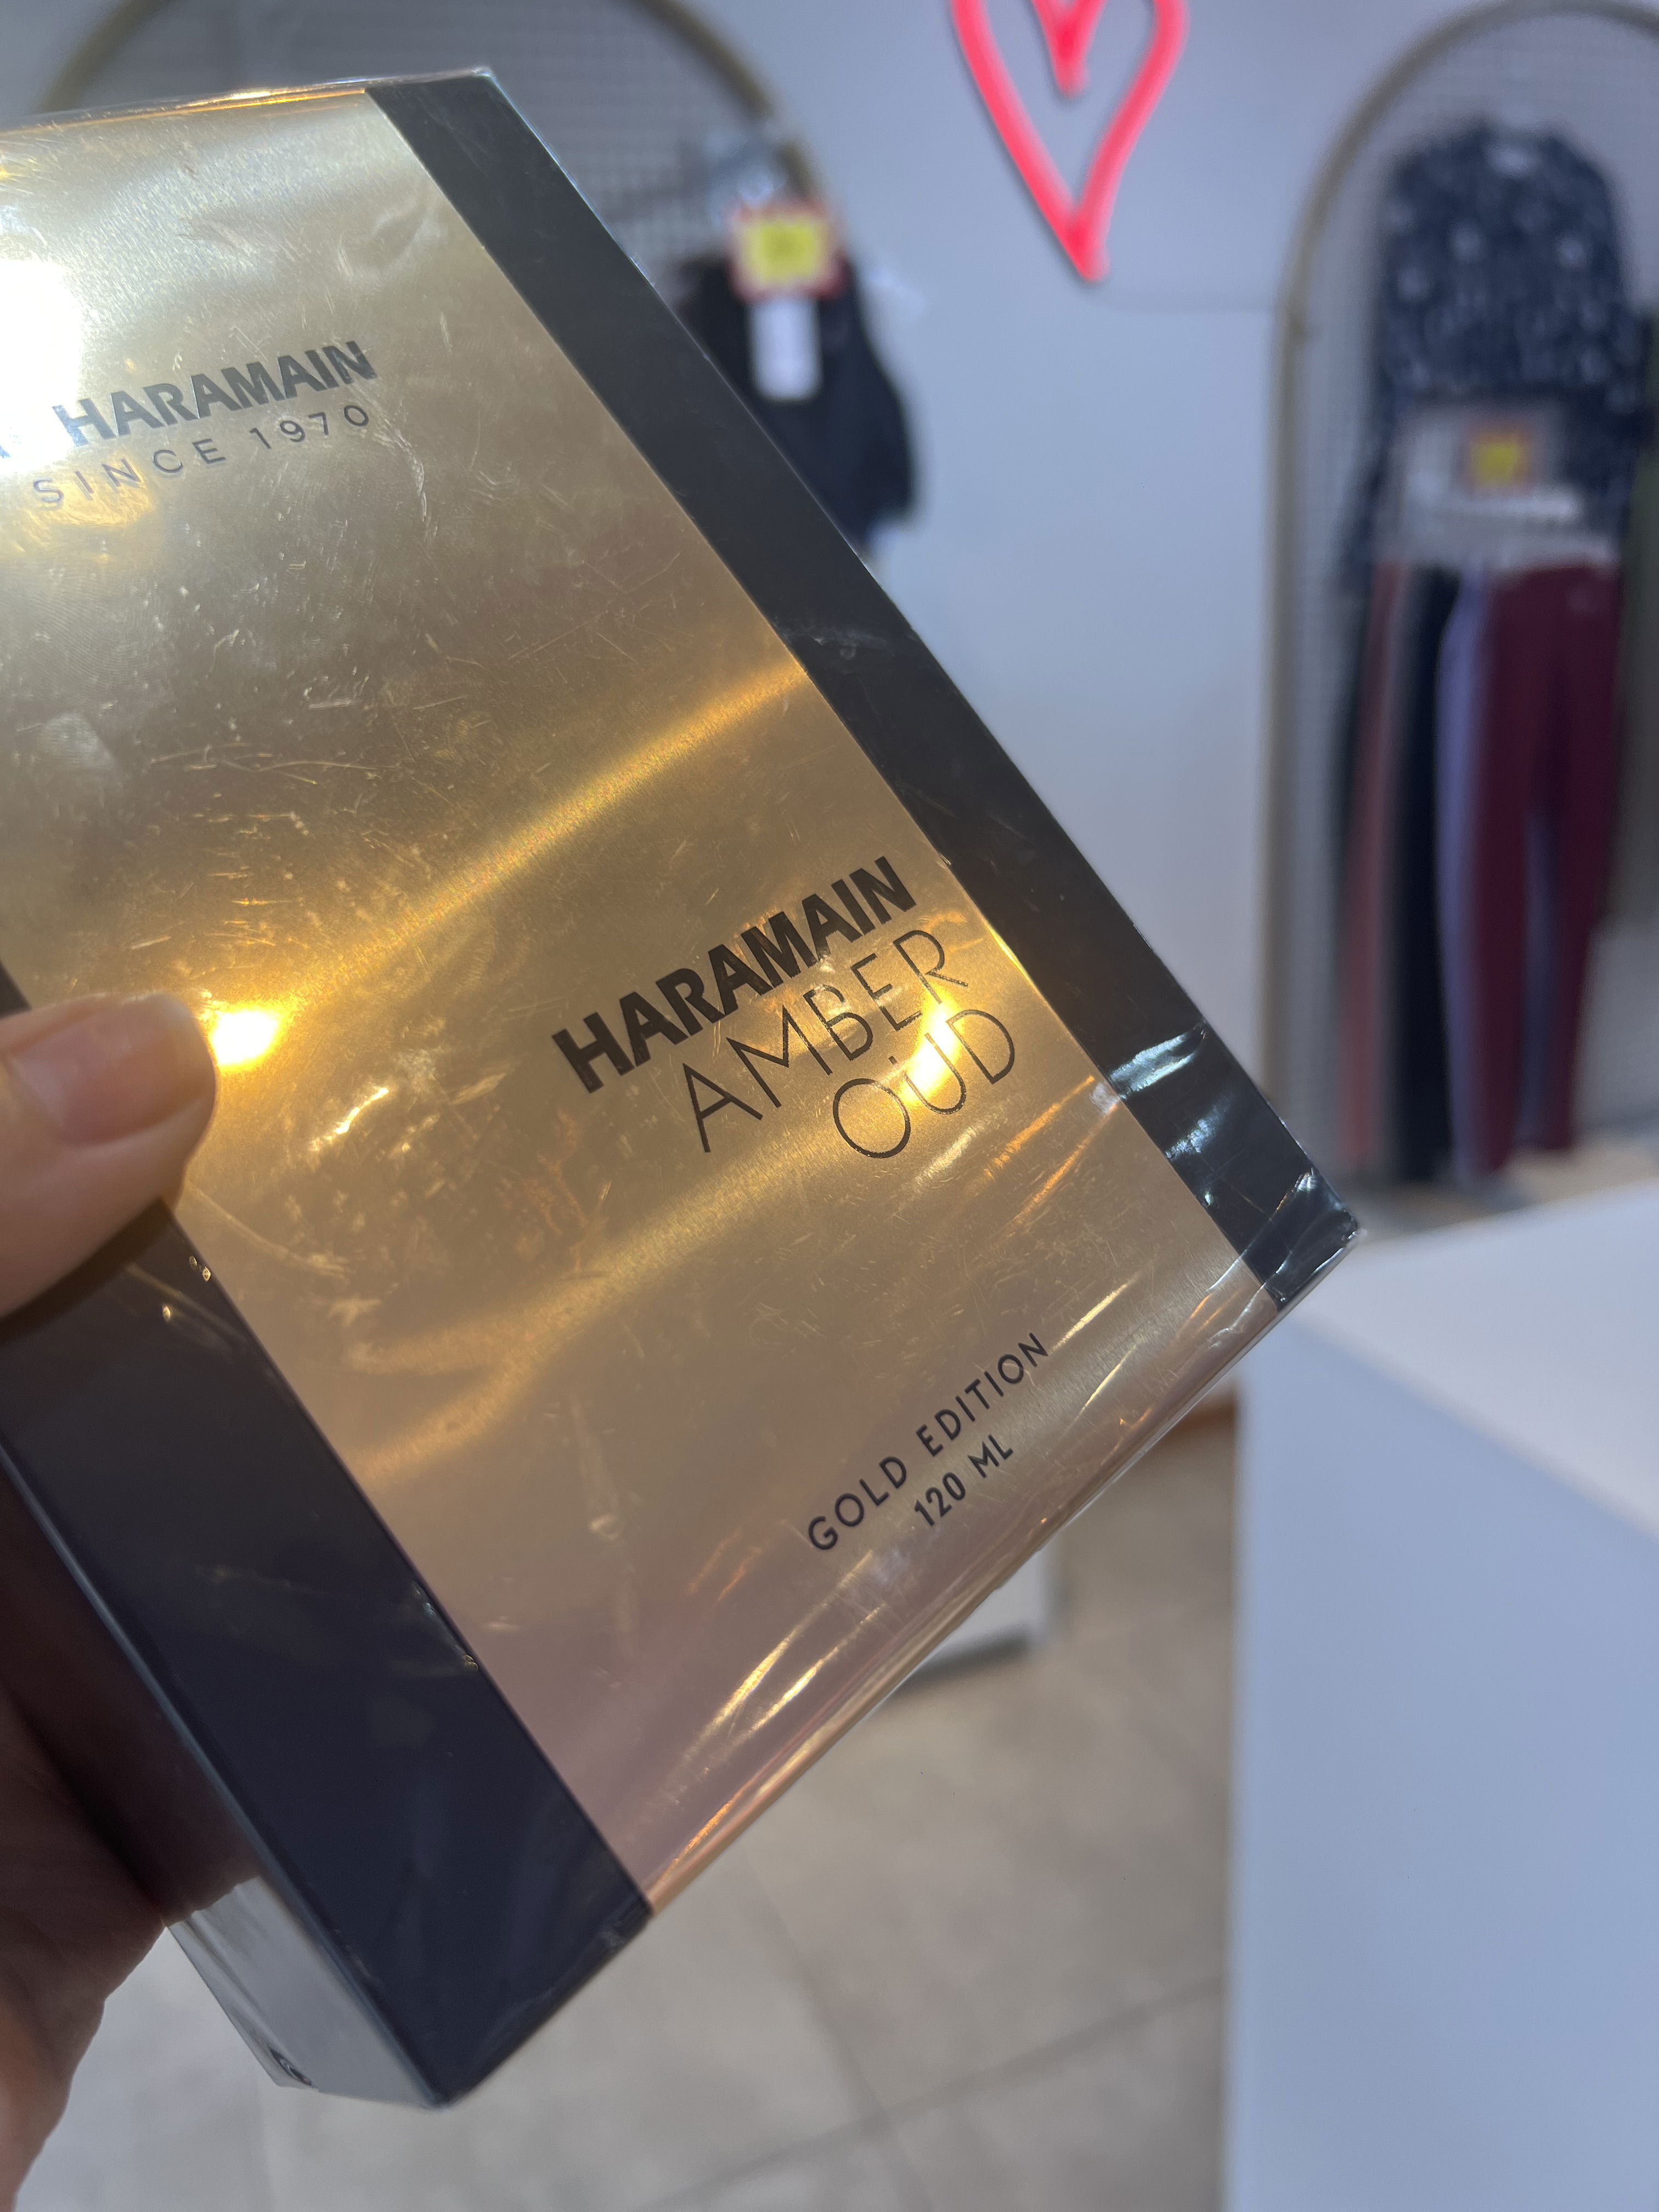 HARAMAIN
SINCE 1970
HARAMAIN
AMBER
OUD
GOLD EDITION
120 ML